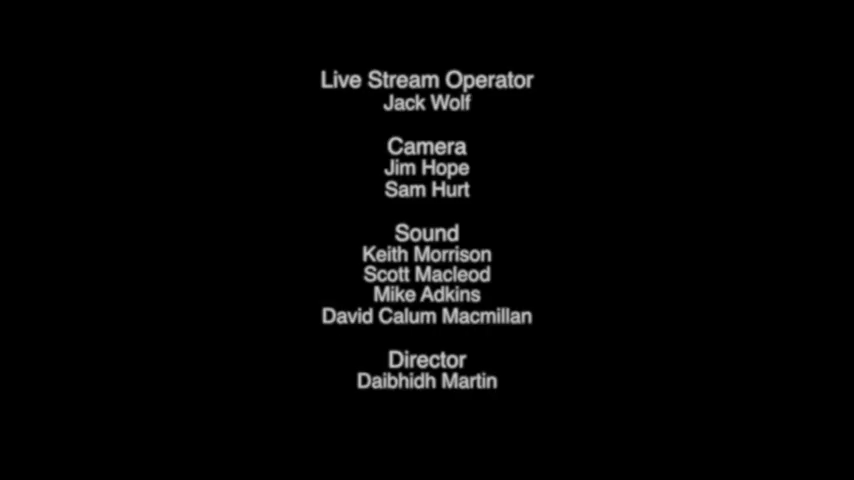 Live Stream Operator
Jack Wolf
Camera
Jim Hope
Sam Hurt
Sound
Keith Morrison
Scott Macleod
Mike Adkins
David Calum Macmillan
Director
Daibhidh Martin